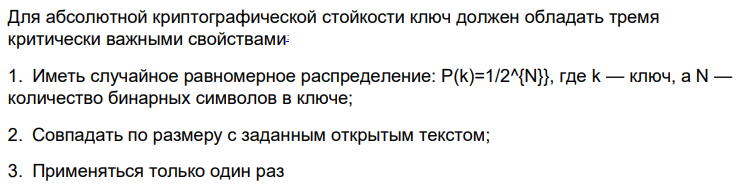 Для абсолютной криптографической стойкости ключ должен обладать тремя
критически важными свойствами:
1. Иметь случайное равномерное распределение: P(k)=1/2^{N}}, где k — ключ, а N —
количество бинарных символов в ключе;
2. Совпадать по размеру с заданным открытым текстом;
3. Применяться только один раз